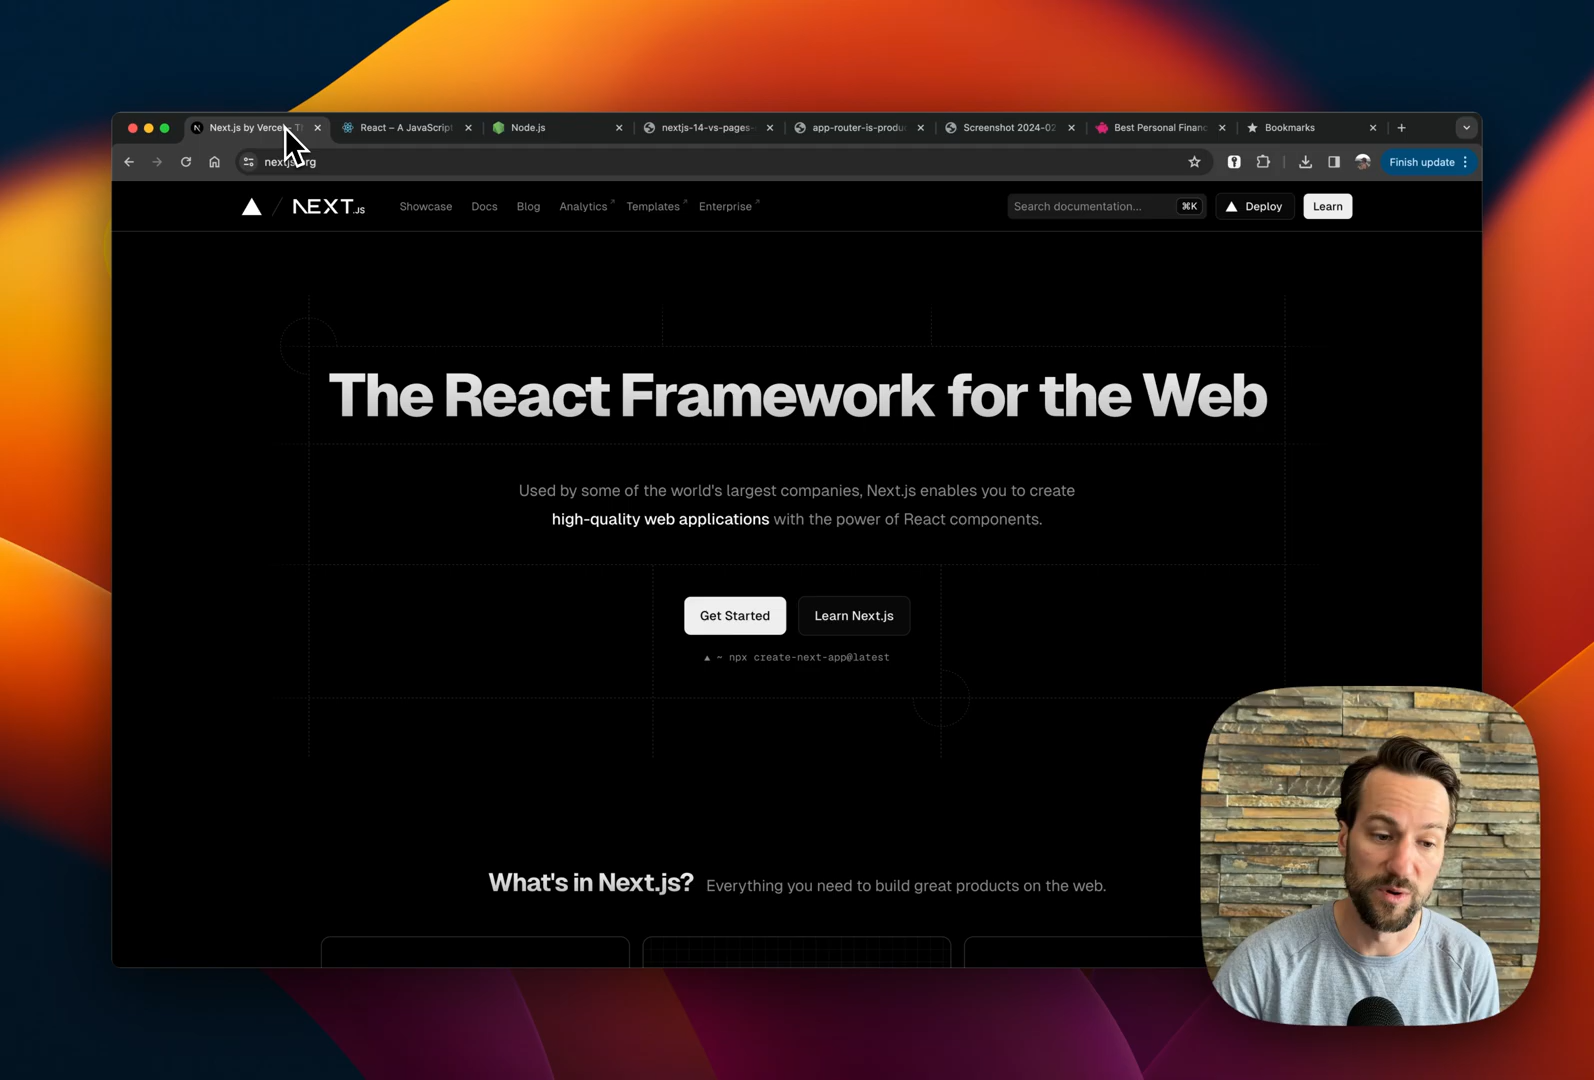 Next.js by Vercel - T
React – A JavaScript
Node.js
nextjs-14-vs-pages-
app-router-is-produ
Screenshot 2024-02
Best Personal Financ
Bookmarks
nextjs.org
Finish update
NEXT.JS
Showcase
Docs
Blog
Analytics
Templates
Enterprise
Search documentation...
⌘K
Deploy
Learn
The React Framework for the Web
Used by some of the world's largest companies, Next.js enables you to create
high-quality web applications with the power of React components.
Get Started
Learn Next.js
▲ ~ npx create-next-app@latest
What's in Next.js? Everything you need to build great products on the web.